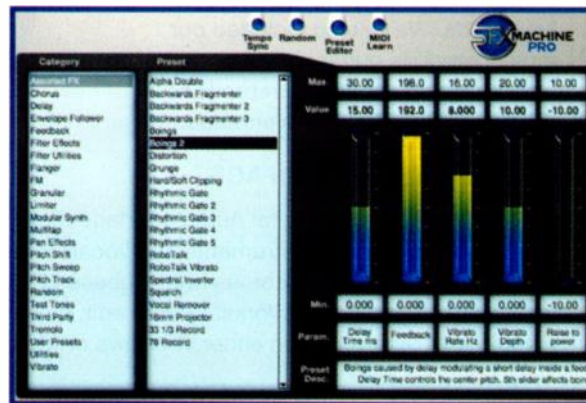 Tempo Sync
Random
Preset Editor
MIDI Learn
SFX MACHINE PRO
Category
Assorted FX
Chorus
Delay
Envelope Follower
Feedback
Filter Effects
Filter Utilities
Flanger
FM
Granular
Limiter
Modular Synth
Multitap
Pan Effects
Pitch Shift
Pitch Sweep
Pitch Track
Random
Test Tones
Third Party
Tremolo
User Presets
Utilities
Vibrato
Preset
Alpha Double
Backwards Fragmenter
Backwards Fragmenter 2
Backwards Fragmenter 3
Boings
Boings 2
Distortion
Grunge
Hard/Soft Clipping
Rhythmic Gate
Rhythmic Gate 2
Rhythmic Gate 3
Rhythmic Gate 4
Rhythmic Gate 5
RoboTalk
RoboTalk Vibrato
Spectral Inverter
Squelch
Vocal Remover
16mm Projector
33 1/3 Record
78 Record
Max. 30.00 198.0 16.00 20.00 10.00
Value 15.00 192.0 8.000 10.00 -10.00
Min. 0.000 0.000 0.000 0.000 -10.00
Param. Delay Time ms Feedback Vibrato Rate Hz Vibrato Depth Raise to power
Preset Desc. Boings caused by delay modulating a short delay inside a
Delay Time controls the center pitch. 5th slider affects